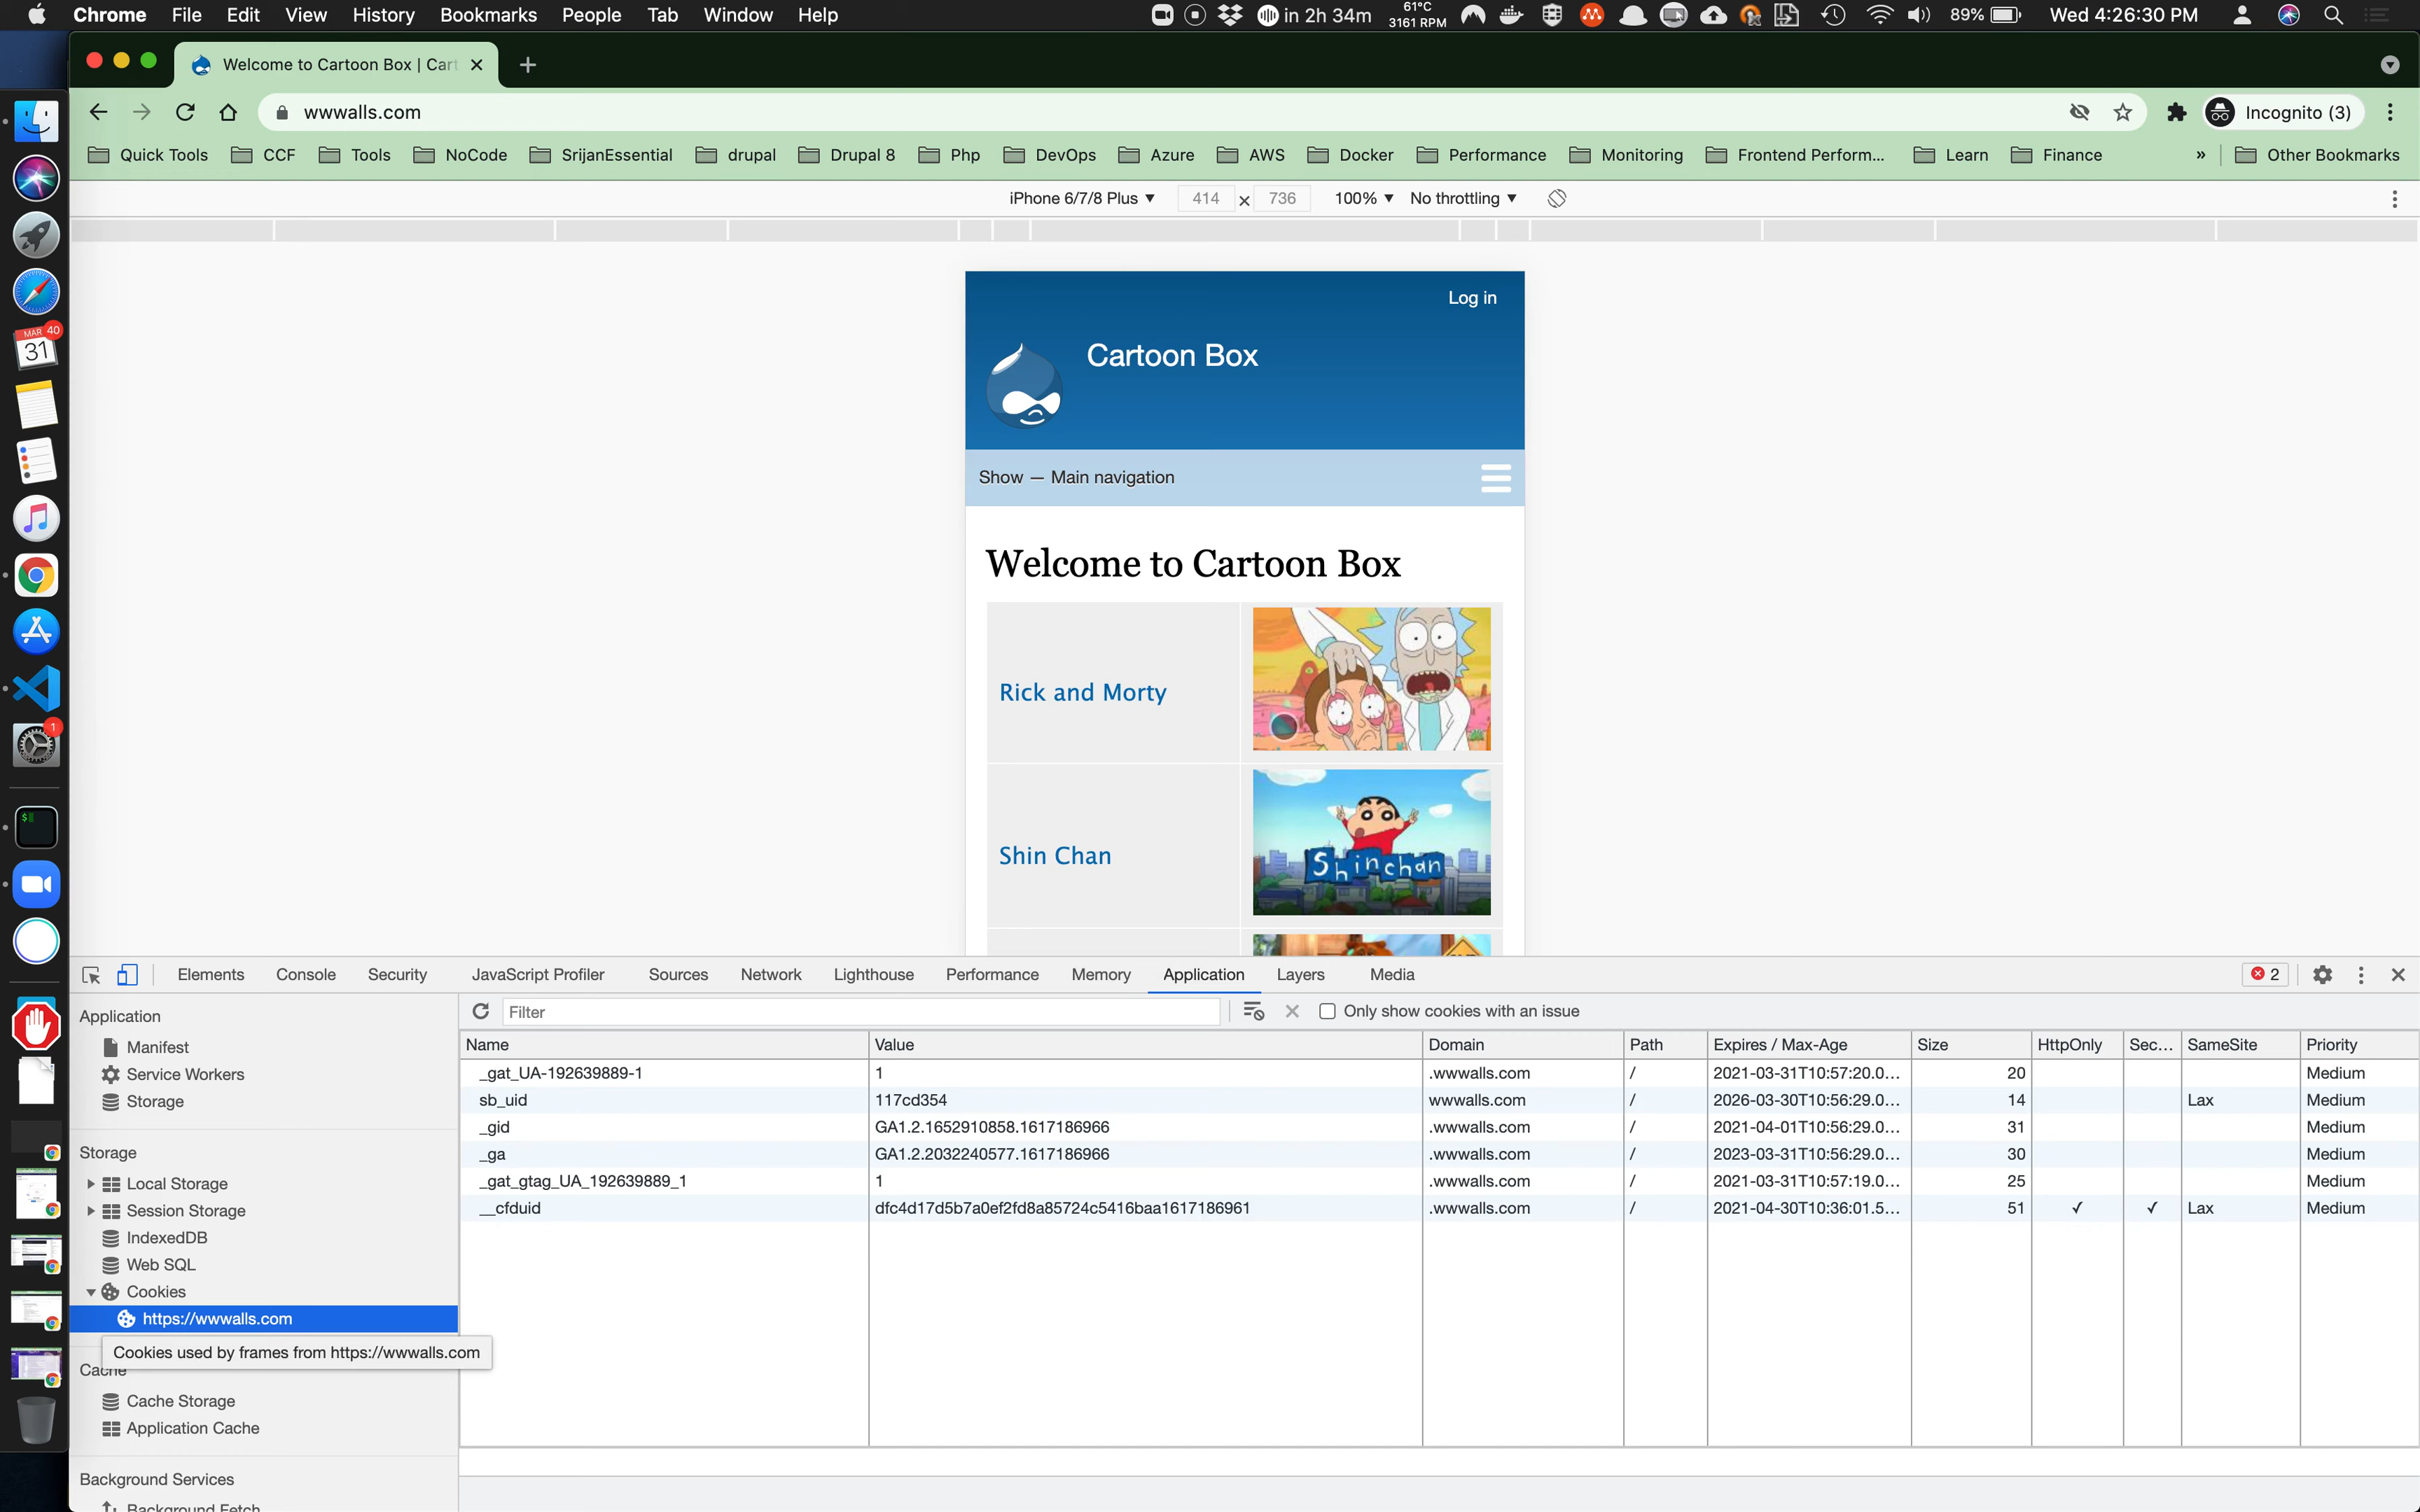 Chrome File Edit View History Bookmarks People Tab Window Help in 2h 34m 61°C 3161 RPM 89% Wed 4:26:30 PM
Welcome to Cartoon Box | Cart
wwwalls.com Incognito (3)
Quick Tools CCF Tools NoCode SrijanEssential drupal Drupal 8 Php DevOps Azure AWS Docker Performance Monitoring Frontend Perform... Learn Finance » Other Bookmarks
iPhone 6/7/8 Plus 414 × 736 100% No throttling
MAR 40
31
1
Log in
Cartoon Box
Show — Main navigation
Welcome to Cartoon Box
Rick and Morty
Shin Chan
Shinchan
Elements Console Security JavaScript Profiler Sources Network Lighthouse Performance Memory Application Layers Media 2
Application
Manifest
Service Workers
Storage
Storage
Local Storage
Session Storage
IndexedDB
Web SQL
Cookies
https://wwwalls.com
Cookies used by frames from https://wwwalls.com
Cache
Cache Storage
Application Cache
Background Services
Background Fetch
Filter Only show cookies with an issue
Name Value Domain Path Expires / Max-Age Size HttpOnly Sec... SameSite Priority
_gat_UA-192639889-1 1 .wwwalls.com / 2021-03-31T10:57:20.0... 20 Medium
sb_uid 117cd354 wwwalls.com / 2026-03-30T10:56:29.0... 14 Lax Medium
_gid GA1.2.1652910858.1617186966 .wwwalls.com / 2021-04-01T10:56:29.0... 31 Medium
_ga GA1.2.2032240577.1617186966 .wwwalls.com / 2023-03-31T10:56:29.0... 30 Medium
_gat_gtag_UA_192639889_1 1 .wwwalls.com / 2021-03-31T10:57:19.0... 25 Medium
__cfduid dfc4d17d5b7a0ef2fd8a85724c5416baa1617186961 .wwwalls.com / 2021-04-30T10:36:01.5... 51 ✓ ✓ Lax Medium